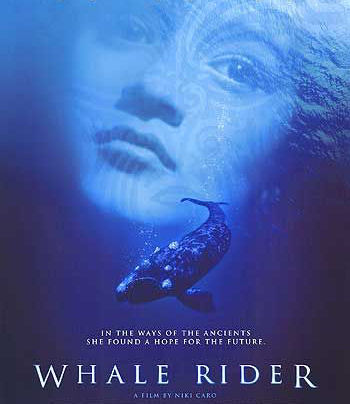 IN THE WAYS OF THE ANCIENTS
SHE FOUND A HOPE FOR THE FUTURE.
WHALE RIDER
A FILM BY NIKI CARO